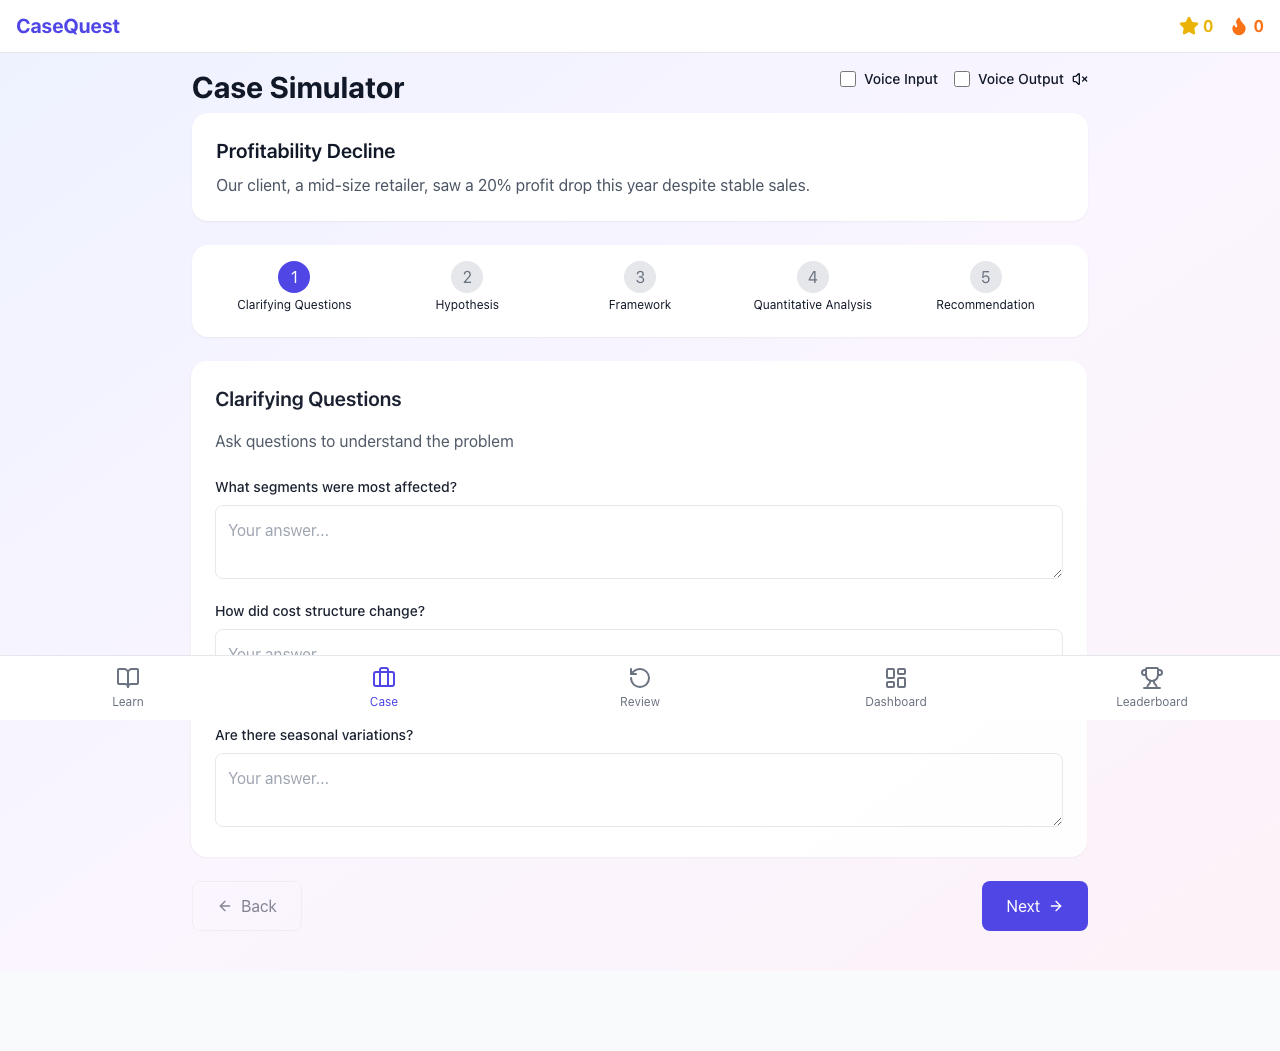 CaseQuest
0
0
Case Simulator
Voice Input
Voice Output
Profitability Decline
Our client, a mid-size retailer, saw a 20% profit drop this year despite stable sales.
1
2
3
4
5
Clarifying Questions
Hypothesis
Framework
Quantitative Analysis
Recommendation
Clarifying Questions
Ask questions to understand the problem
What segments were most affected?
Your answer...
How did cost structure change?
Your answer
Learn
Case
Review
Dashboard
Leaderboard
Are there seasonal variations?
Your answer...
Back
Next